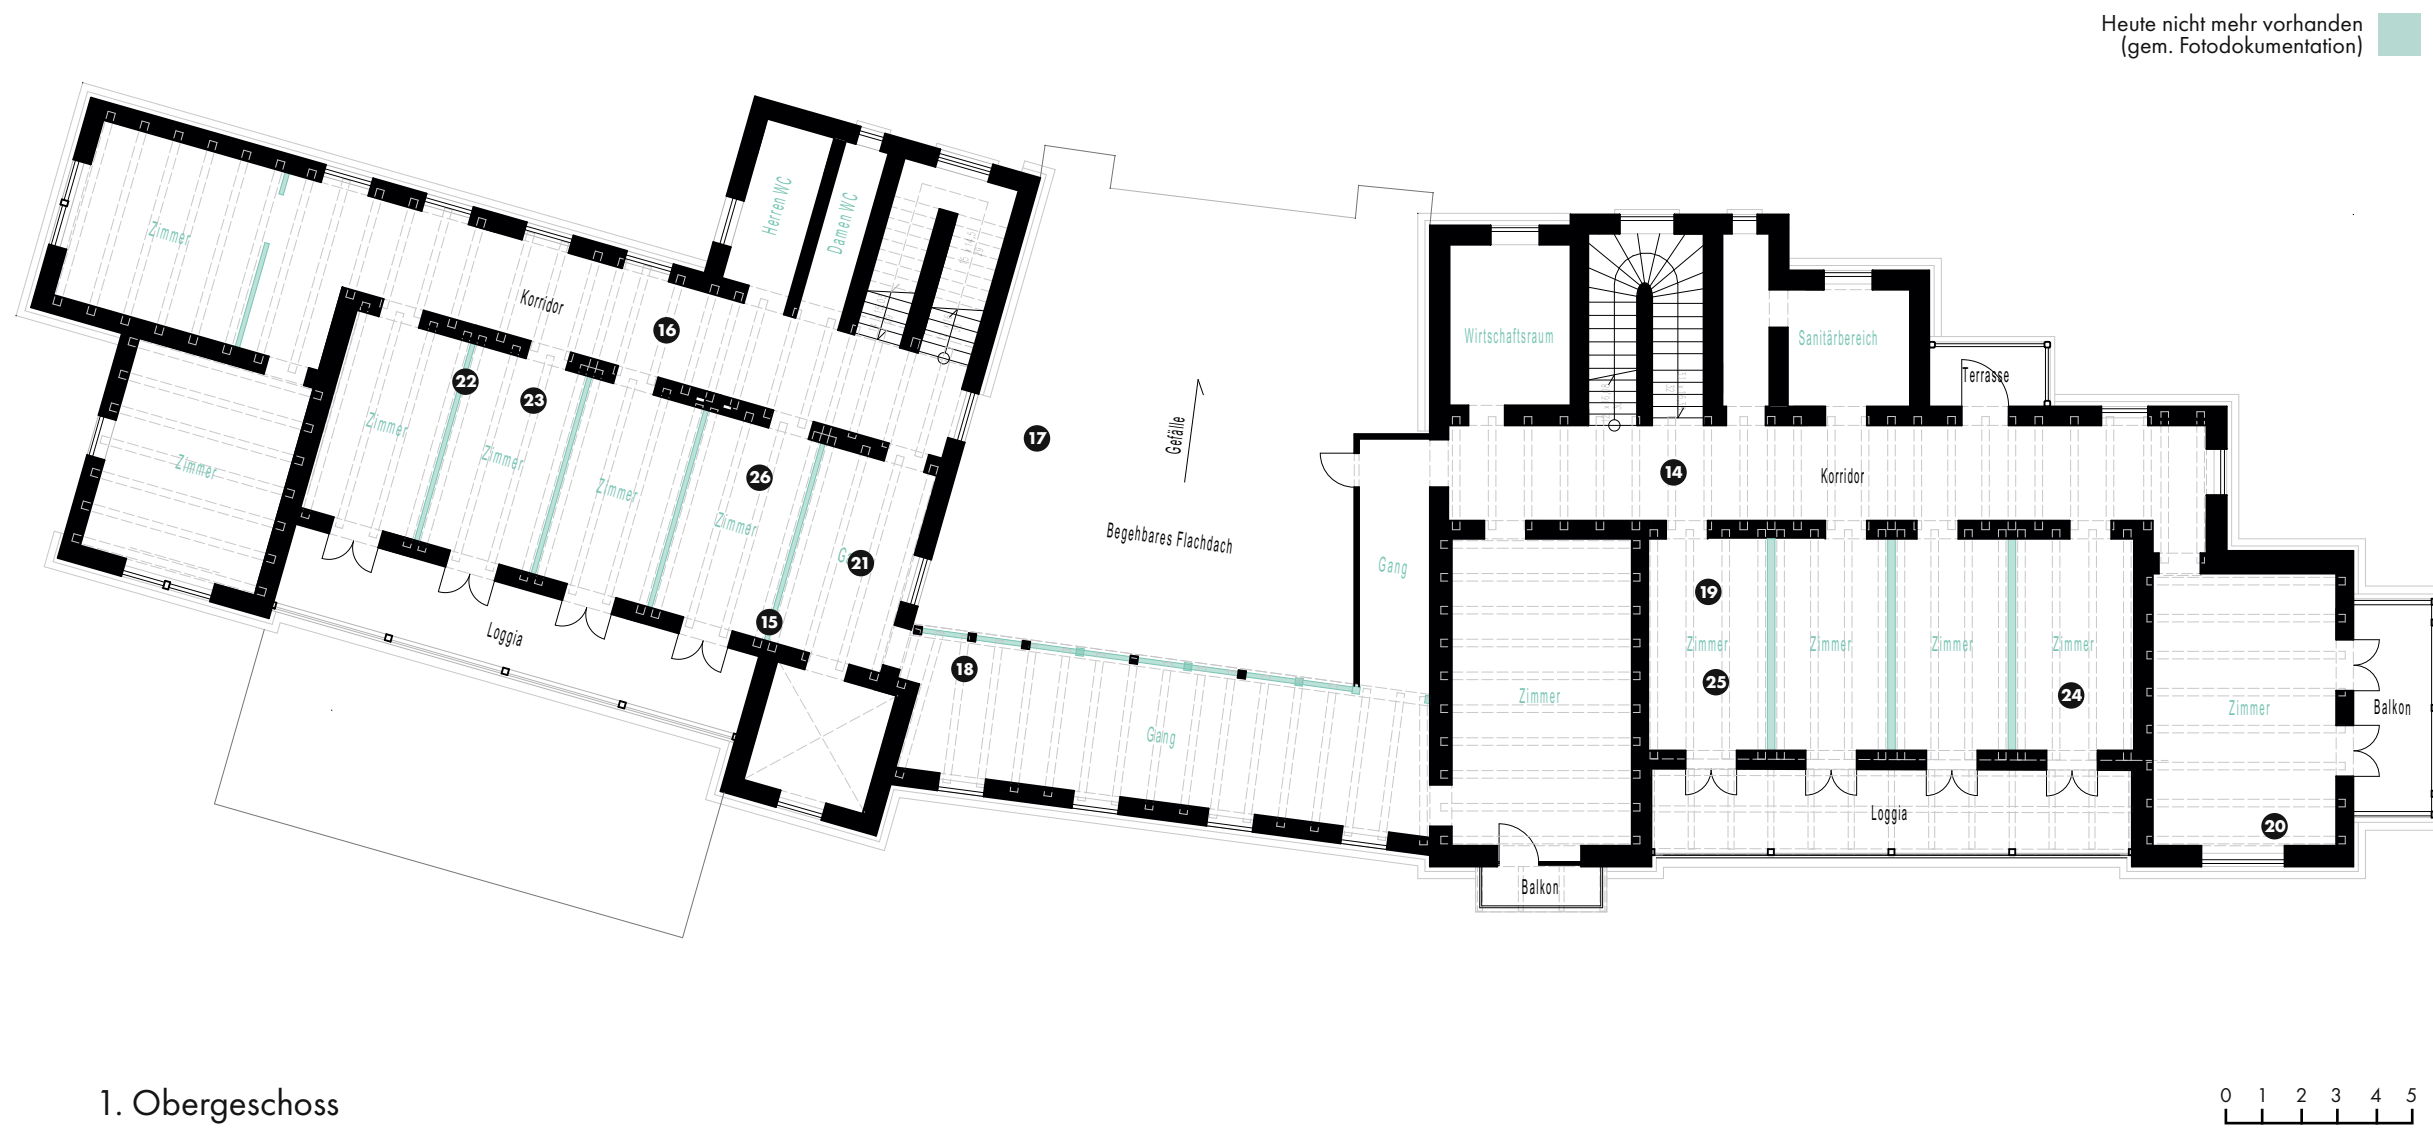 Heute nicht mehr vorhanden
(gem. Fotodokumentation)
Zimmer
Herren WC
Damen WC
Korridor
16
22
23
Zimmer
Zimmer
Zimmer
Zimmer
Zimmer
26
21
15
Loggia
17
Gefälle
Begehbares Flachdach
18
Gang
Gang
Wirtschaftsraum
Sanitärbereich
Terrasse
14
Korridor
19
Zimmer
Zimmer
Zimmer
Zimmer
Zimmer
25
24
Zimmer
Balkon
Loggia
20
Balkon
1. Obergeschoss
0 1 2 3 4 5